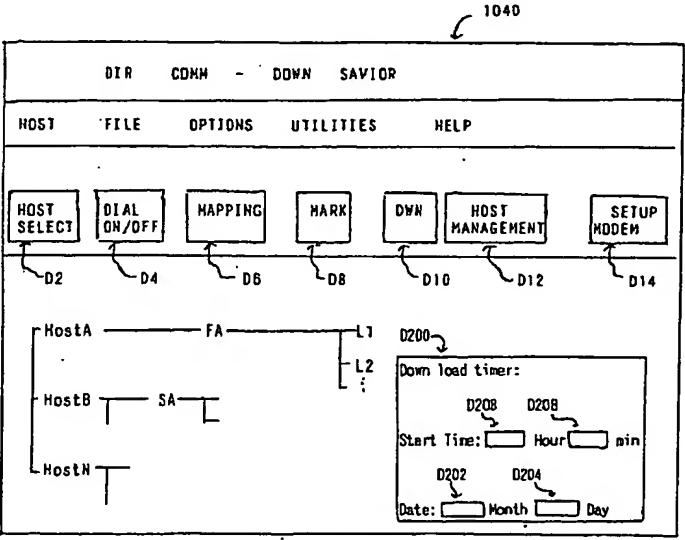 1040
DIR COMM - DOWN SAVIOR
HOST FILE OPTIONS UTILITIES HELP
HOST SELECT
DIAL ON/OFF
MAPPING
MARK
DWN
HOST MANAGEMENT
SETUP MODEM
D2 D4 D6 D8 D10 D12 D14
HostA FA L1
L2
HostB SA
HostN
D200
Down load timer:
D208 D208
Start Time: Hour min
D202 D204
Date: Month Day